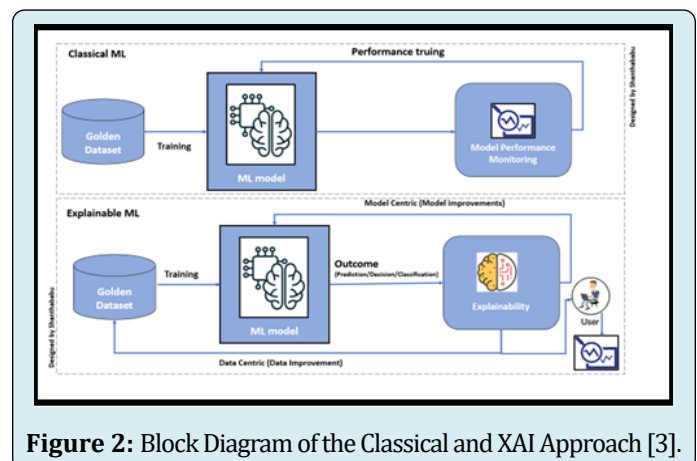 Classical ML
Performance truing
Golden
Dataset
Training
ML model
Model Performance
Monitoring
Designed by Shanthababu
Explainable ML
Model Centric (Model improvements)
Golden
Dataset
Training
ML model
Outcome
(Prediction/Decision/Classification)
Explainability
User
Data Centric (Data Improvement)
Designed by Shanthababu
Figure 2: Block Diagram of the Classical and XAI Approach [3].